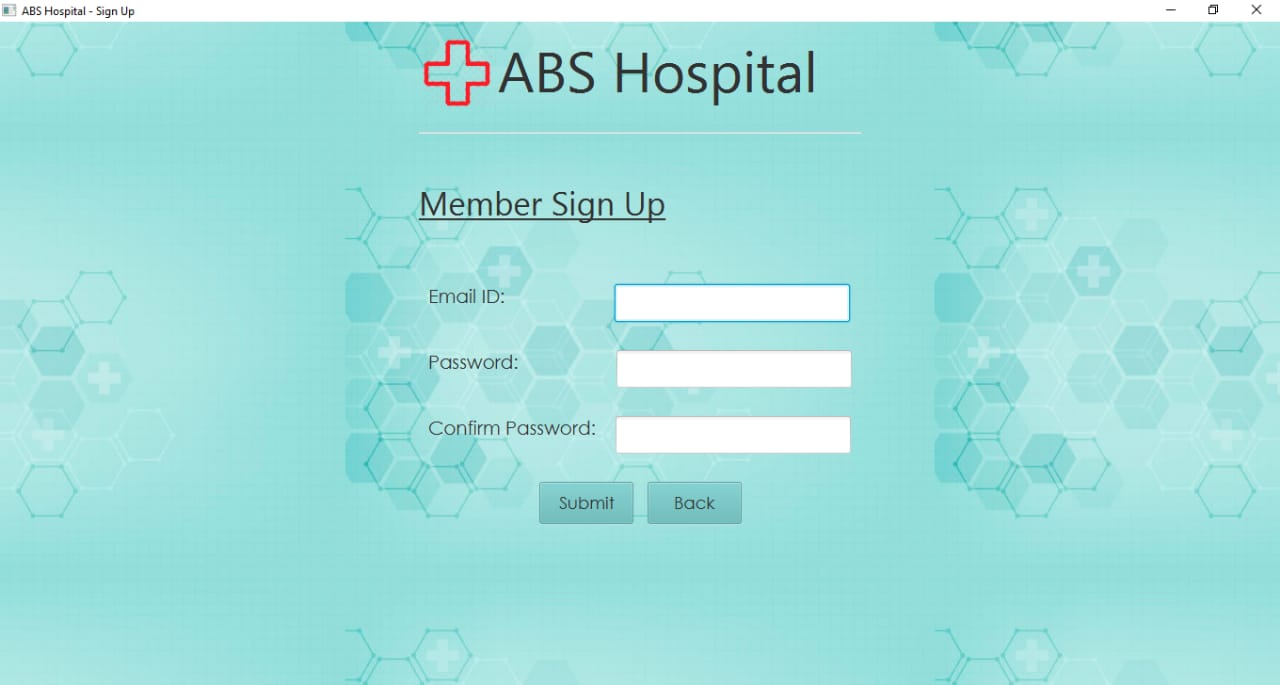 ABS Hospital - Sign Up
ABS Hospital
Member Sign Up
Email ID:
Password:
Confirm Password:
Submit Back